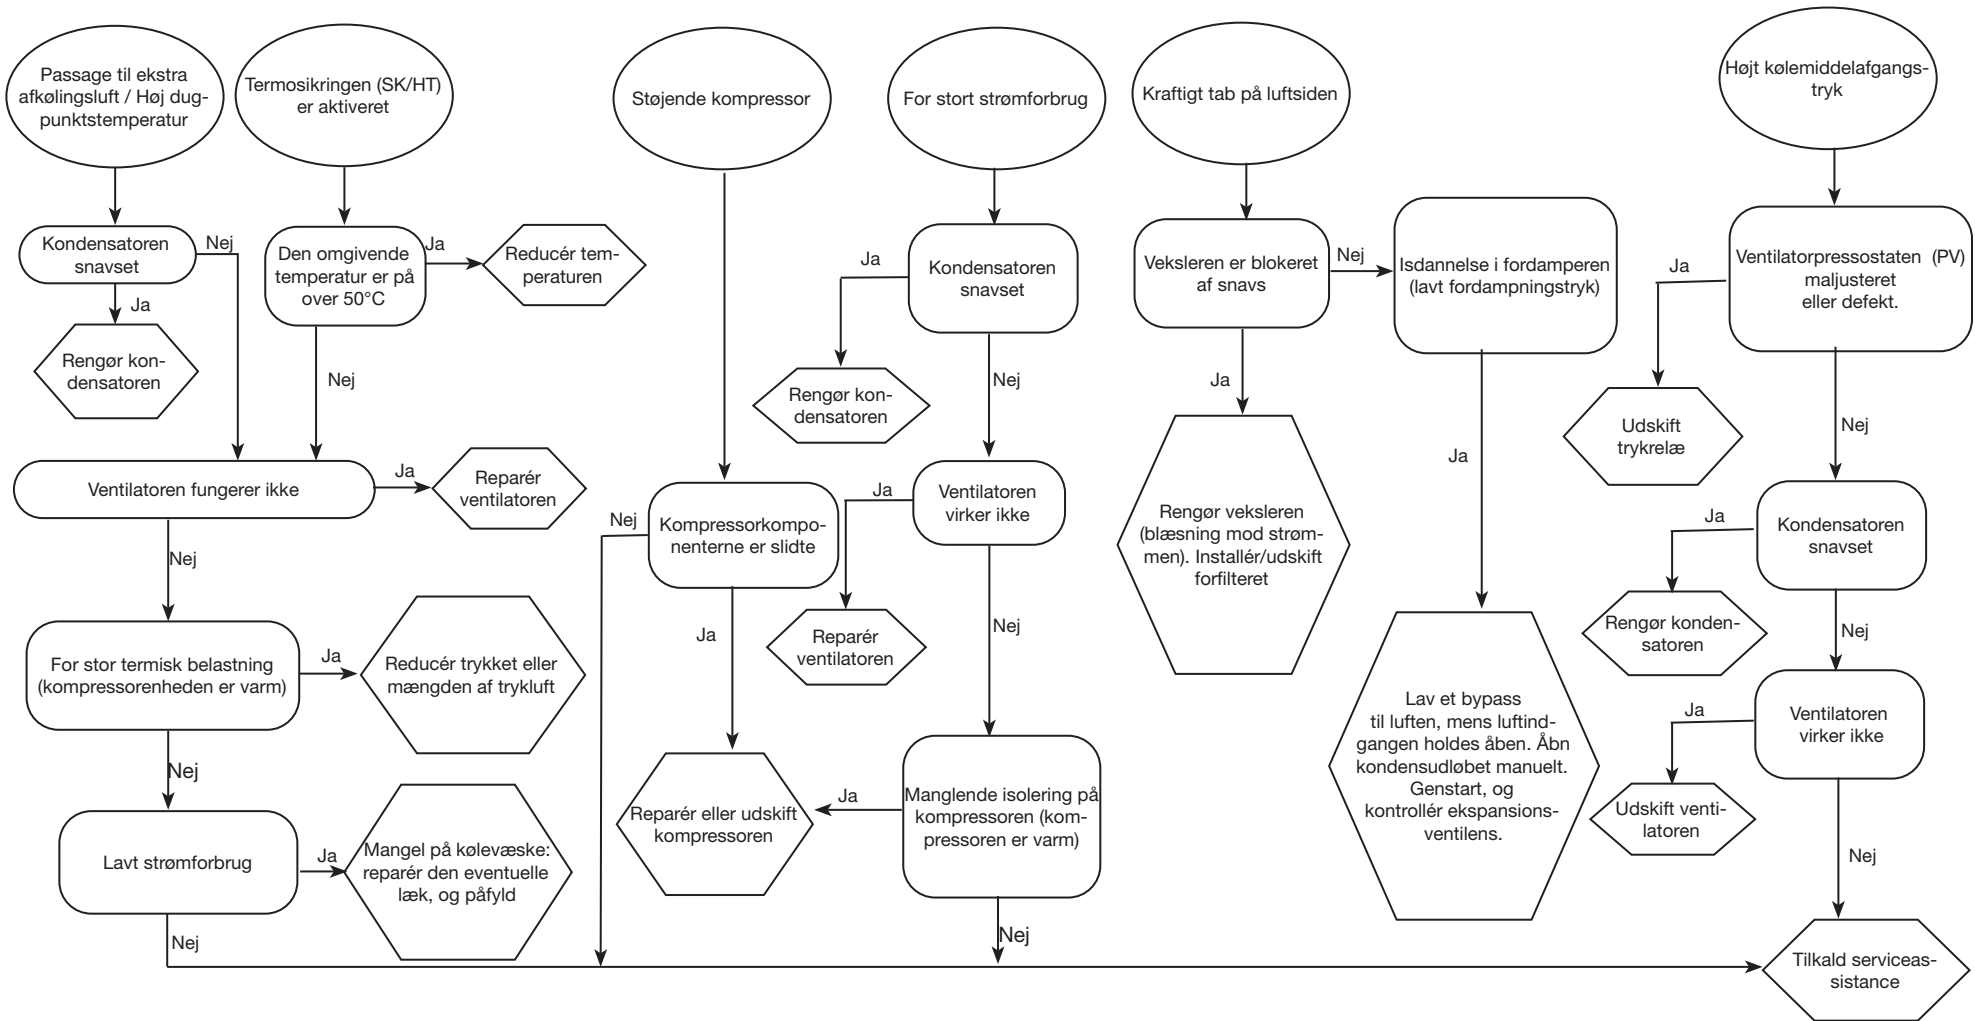 Passage til ekstra
afkølingsluft / Høj dug-
punktstemperatur
Kondensatoren
snavset
Nej
Ja
Rengør kon-
densatoren
Termosikringen (SK/HT)
er aktiveret
Den omgivende
temperatur er på
over 50°C
Ja
Reducér tem-
peraturen
Nej
Ventilatoren fungerer ikke
Ja
Reparér
ventilatoren
Nej
For stor termisk belastning
(kompressorenheden er varm)
Ja
Reducér trykket eller
mængden af trykluft
Nej
Lavt strømforbrug
Ja
Mangel på kølevæske:
reparér den eventuelle
læk, og påfyld
Nej
Støjende kompressor
Kompressorkompo-
nenterne er slidte
Nej
Ja
Reparér eller udskift
kompressoren
For stort strømforbrug
Kondensatoren
snavset
Ja
Rengør kon-
densatoren
Nej
Ventilatoren
virker ikke
Ja
Reparér
ventilatoren
Nej
Manglende isolering på
kompressoren (kom-
pressoren er varm)
Ja
Nej
Kraftigt tab på luftsiden
Veksleren er blokeret
af snavs
Nej
Ja
Rengør veksleren
(blæsning mod strøm-
men). Installér/udskift
forfilteret
Isdannelse i fordamperen
(lavt fordampningstryk)
Ja
Lav et bypass
til luften, mens luftind-
gangen holdes åben. Åbn
kondensudløbet manuelt.
Genstart, og
kontrollér ekspansions-
ventilens.
Højt kølemiddelafgangs-
tryk
Ventilatorpressostaten (PV)
maljusteret
eller defekt.
Ja
Udskift
trykrelæ
Nej
Kondensatoren
snavset
Ja
Rengør konden-
satoren
Nej
Ventilatoren
virker ikke
Ja
Udskift venti-
latoren
Nej
Tilkald serviceas-
sistance